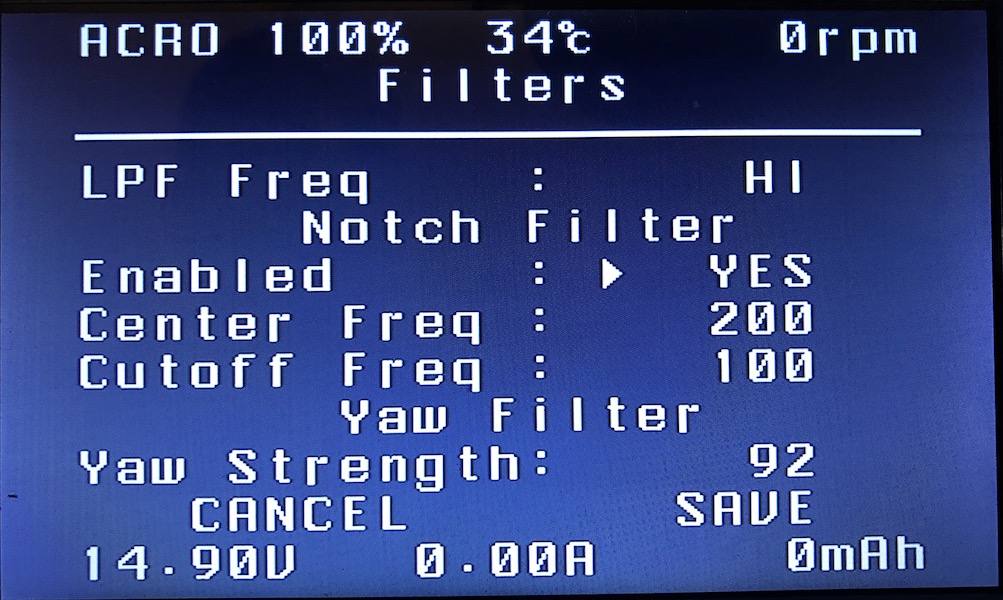 ACRO 100% 34℃ 0rpm
Filters
LPF Freq : HI
Notch Filter
Enabled : ▶ YES
Center Freq : 200
Cutoff Freq : 100
Yaw Filter
Yaw Strength: 92
CANCEL SAVE
14.90V 0.00A 0mAh